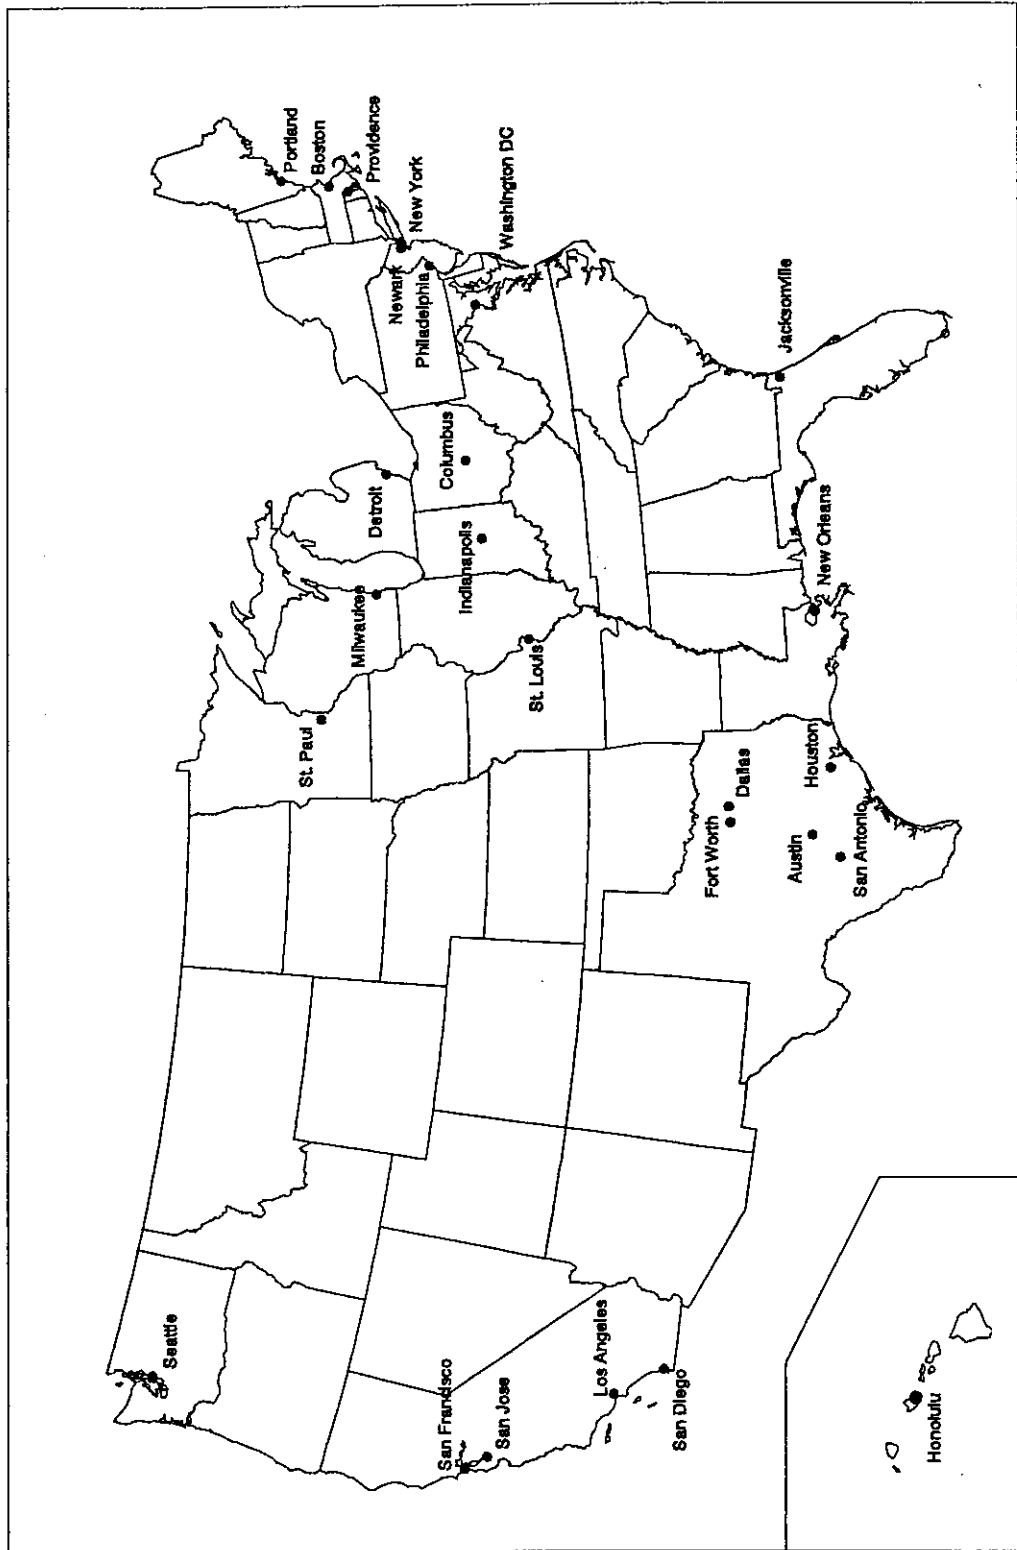 Seattle
San Francisco
San Jose
Los Angeles
San Diego
Honolulu
St. Paul
Milwaukee
Detroit
Indianapolis
Columbus
St. Louis
Fort Worth
Dallas
Austin
San Antonio
Houston
New Orleans
Jacksonville
Portland
Boston
Providence
New York
Newark
Philadelphia
Washington DC